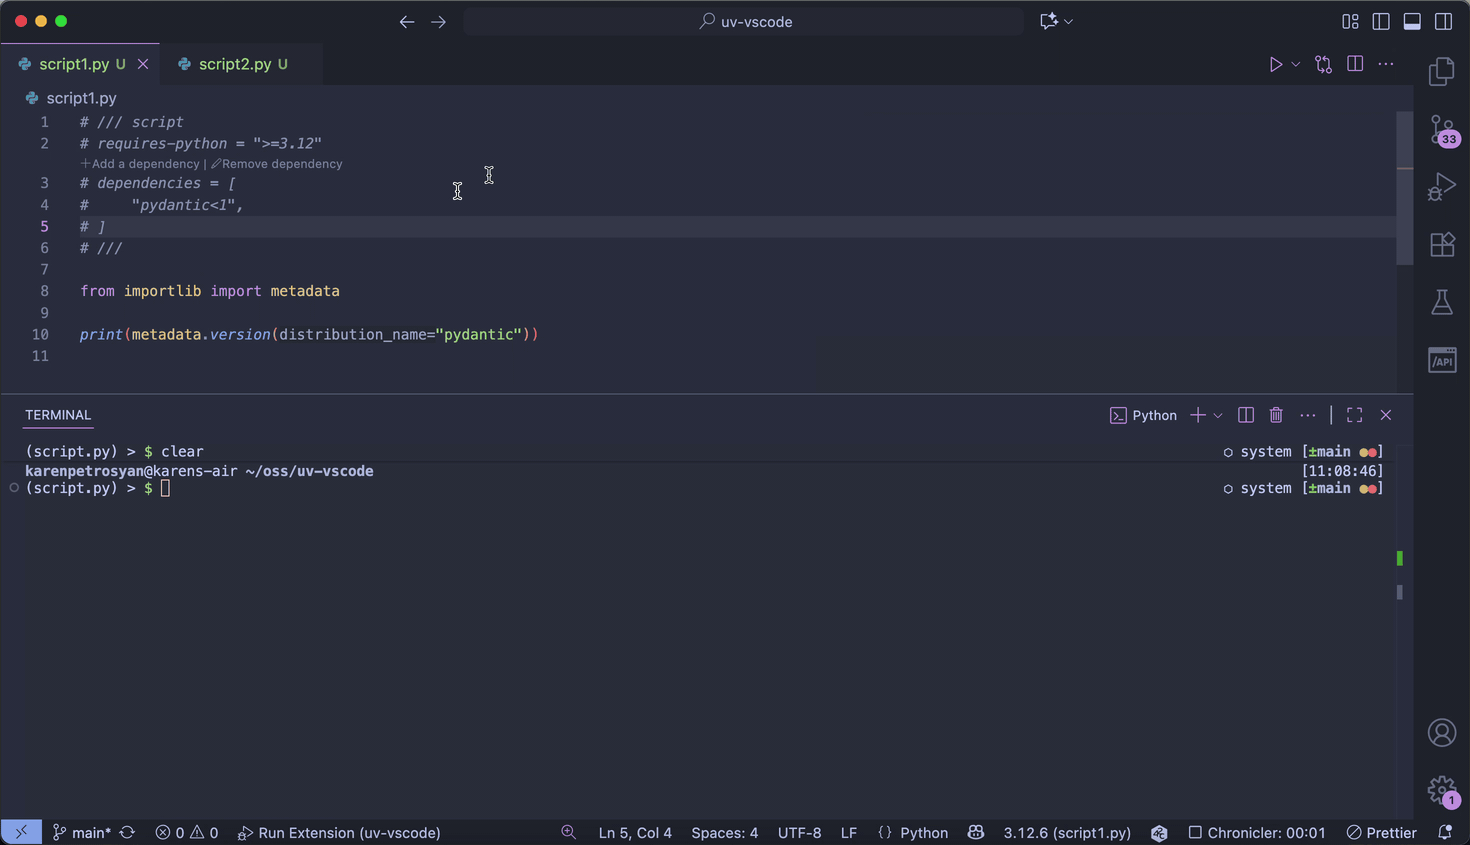 uv-vscode
script1.py U
script2.py U
script1.py
1 # /// script
2 # requires-python = ">=3.12"
Add a dependency | Remove dependency
3 # dependencies = [
4 #     "pydantic<1",
5 # ]
6 # ///
7
8 from importlib import metadata
9
10 print(metadata.version(distribution_name="pydantic"))
11
33
/API
TERMINAL
Python
(script.py) > $ clear
system [±main ]
karenpetrosyan@karens-air ~/oss/uv-vscode
[11:08:46]
(script.py) > $
system [±main ]
1
main* 0 0 Run Extension (uv-vscode) Ln 5, Col 4 Spaces: 4 UTF-8 LF {} Python 3.12.6 (script1.py) Chronicler: 00:01 Prettier